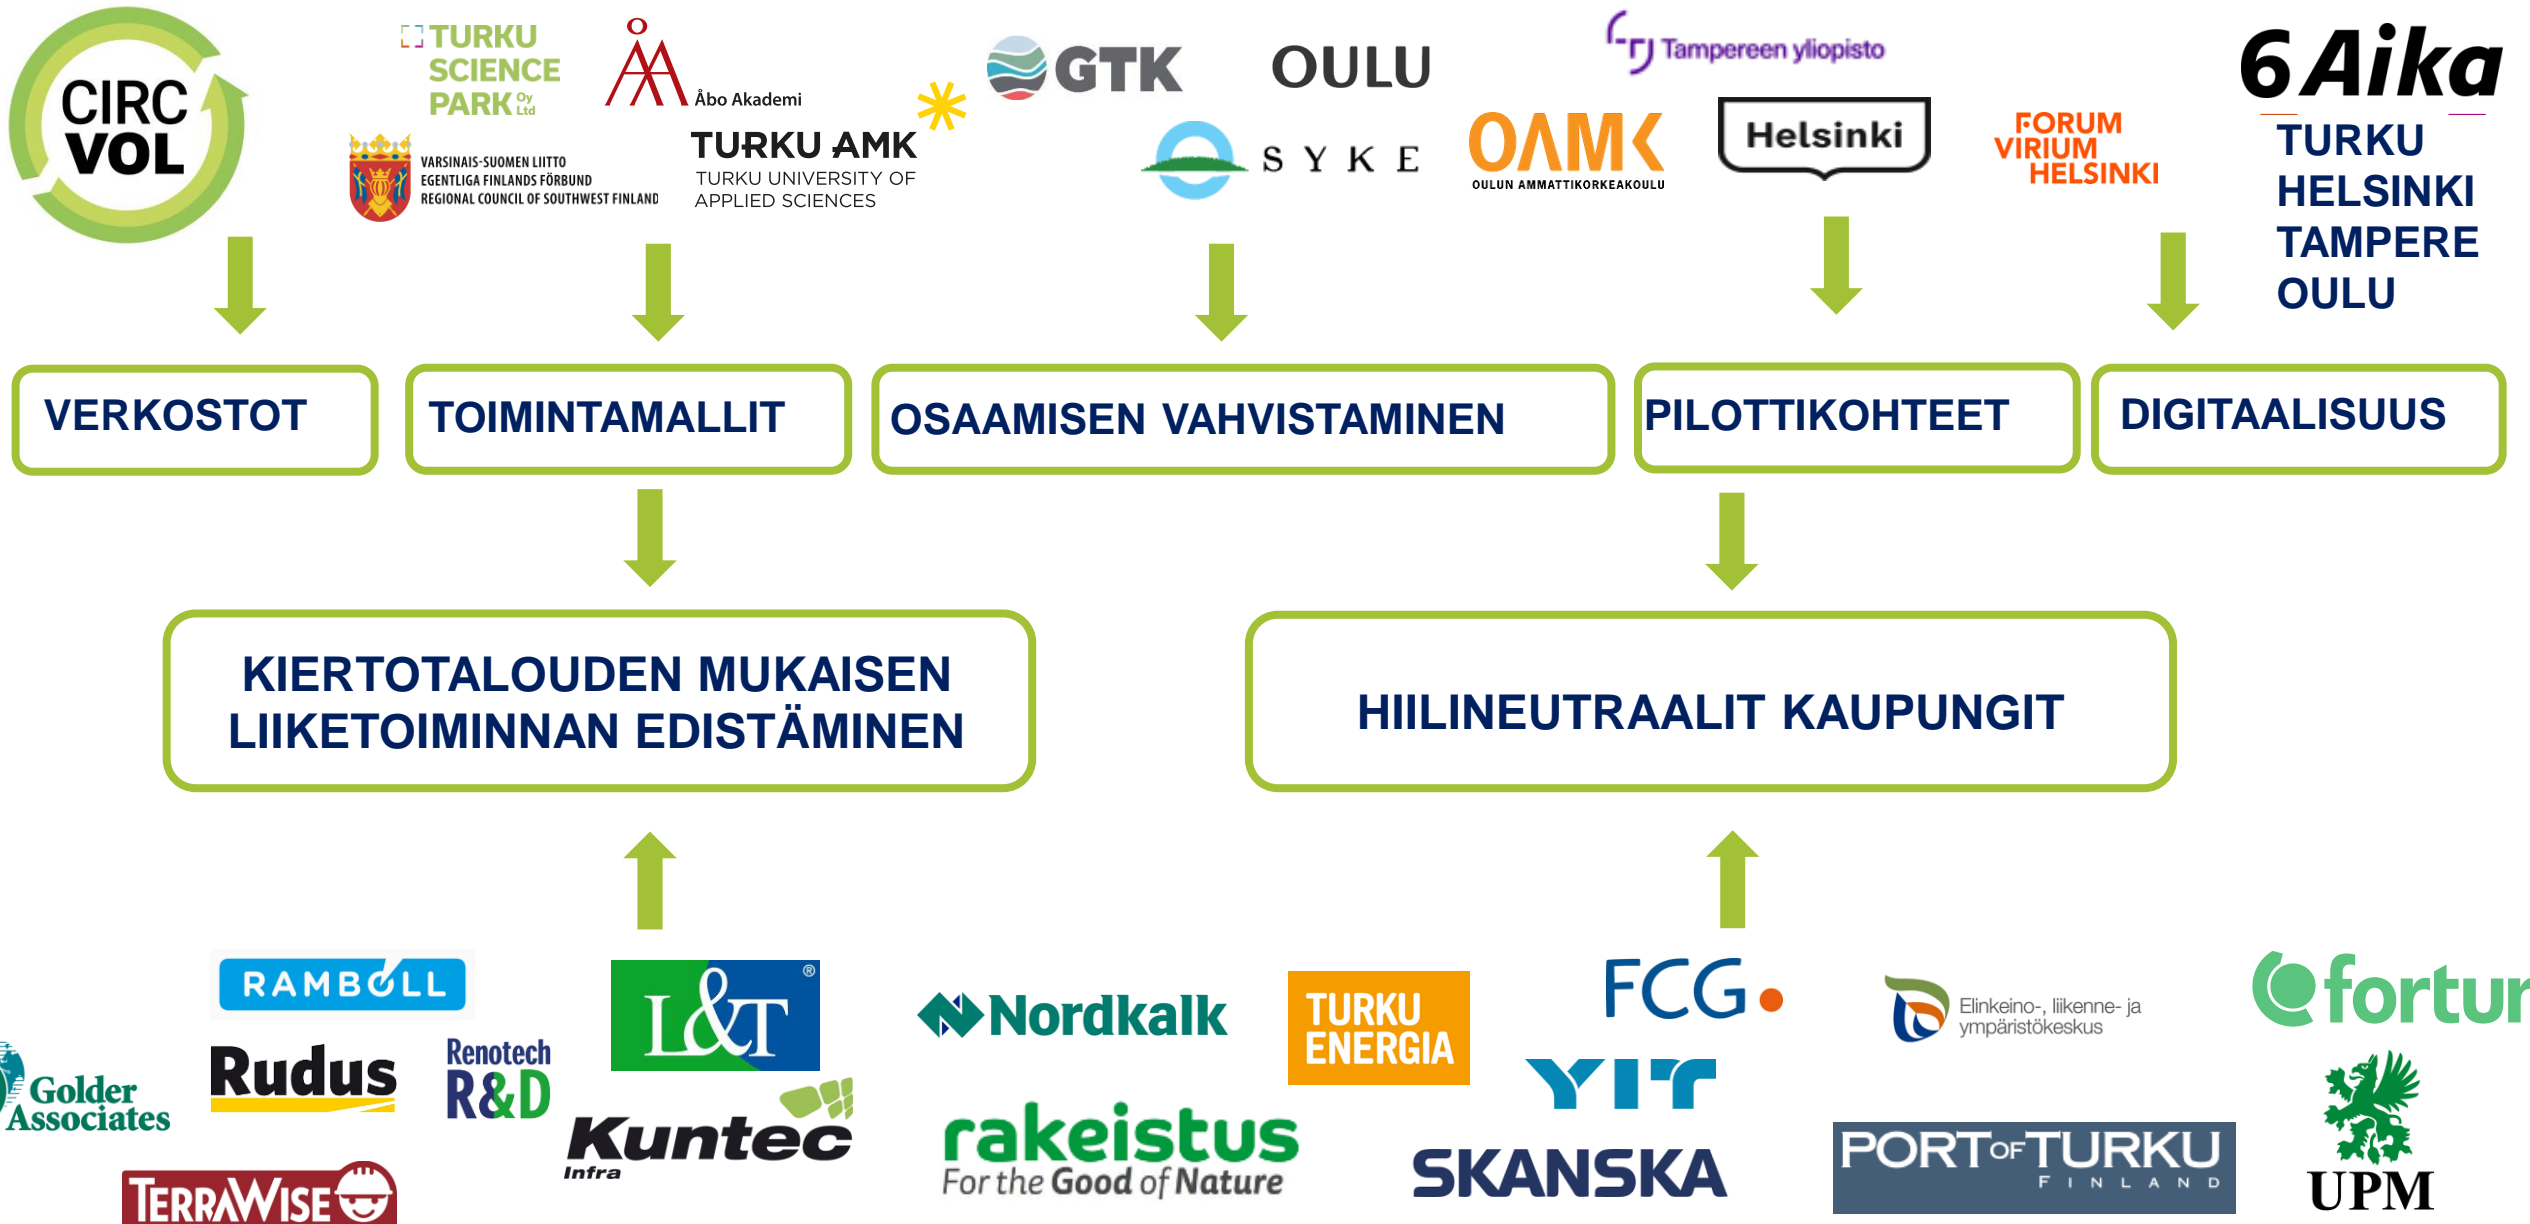 CIRC
VOL
TURKU
SCIENCE
PARK Oy Ltd
VARSINAIS-SUOMEN LIITTO
EGENTLIGA FINLANDS FÖRBUND
REGIONAL COUNCIL OF SOUTHWEST FINLAND
Åbo Akademi
TURKU AMK
TURKU UNIVERSITY OF
APPLIED SCIENCES
GTK
OULU
SYKE
Tampereen yliopisto
OAMK
OULUN AMMATTIKORKEAKOULU
Helsinki
FORUM
VIRIUM
HELSINKI
6Aika
TURKU
HELSINKI
TAMPERE
OULU
VERKOSTOT
TOIMINTAMALLIT
OSAAMISEN VAHVISTAMINEN
PILOTTIKOHTEET
DIGITAALISUUS
KIERTOTALOUDEN MUKAISEN
LIIKETOIMINNAN EDISTÄMINEN
HIILINEUTRAALIT KAUPUNGIT
RAMBOLL
Golder
Associates
Rudus
Renotech
R&D
TERRAWISE
L&T ®
Kuntec
Infra
Nordkalk
rakeistus
For the Good of Nature
TURKU
ENERGIA
FCG
YIT
SKANSKA
Elinkeino-, liikenne- ja
ympäristökeskus
PORT OF TURKU
FINLAND
fortur
UPM